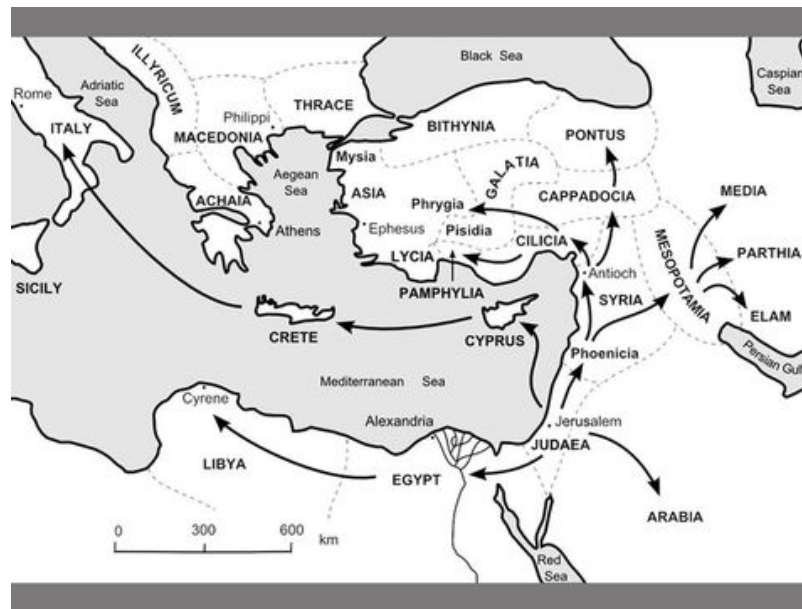 Black Sea
Caspian
Sea
ILLYRICUM
Adriatic
Sea
Rome
ITALY
THRACE
Philippi
MACEDONIA
BITHYNIA
PONTUS
Mysia
Aegean
Sea
GALATIA
ASIA
ACHAIA
Phrygia
CAPPADOCIA
MEDIA
Athens
Ephesus
Pisidia
CILICIA
MESOPOTAMIA
PARTHIA
LYCIA
Antioch
SICILY
PAMPHYLIA
SYRIA
ELAM
CRETE
CYPRUS
Phoenicia
Persian Gulf
Mediterranean Sea
Cyrene
Alexandria
Jerusalem
JUDAEA
LIBYA
EGYPT
ARABIA
0 300 600
km
Red
Sea